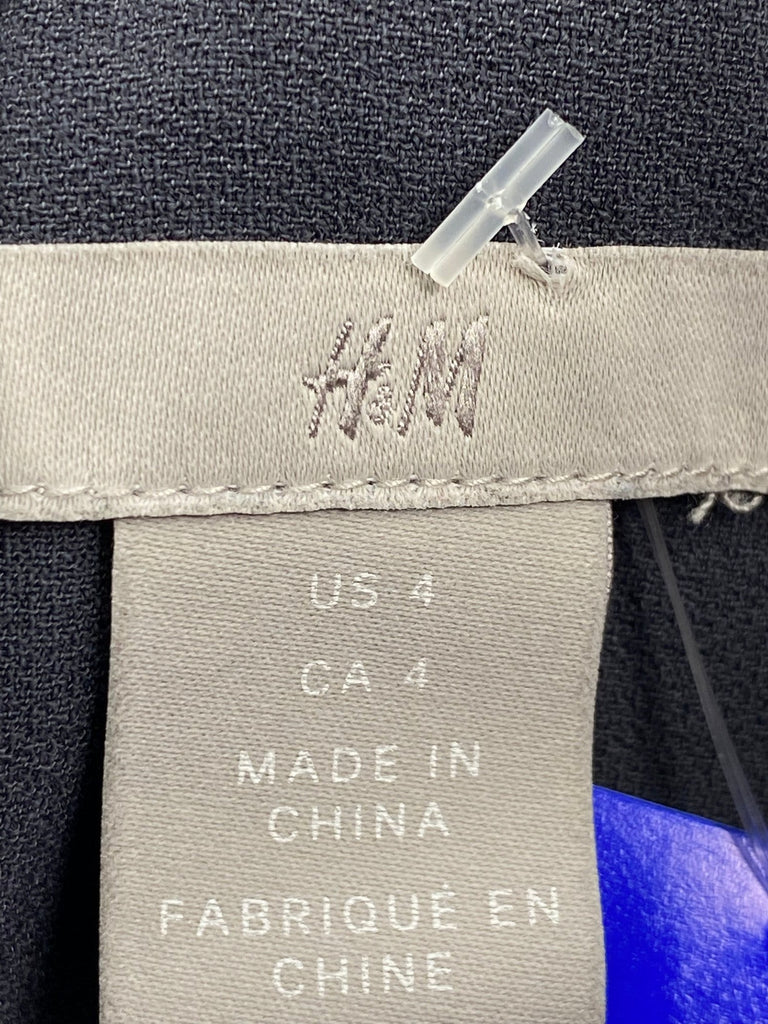 H&M
US 4
CA 4
MADE IN
CHINA
FABRIQUÉ EN
CHINE